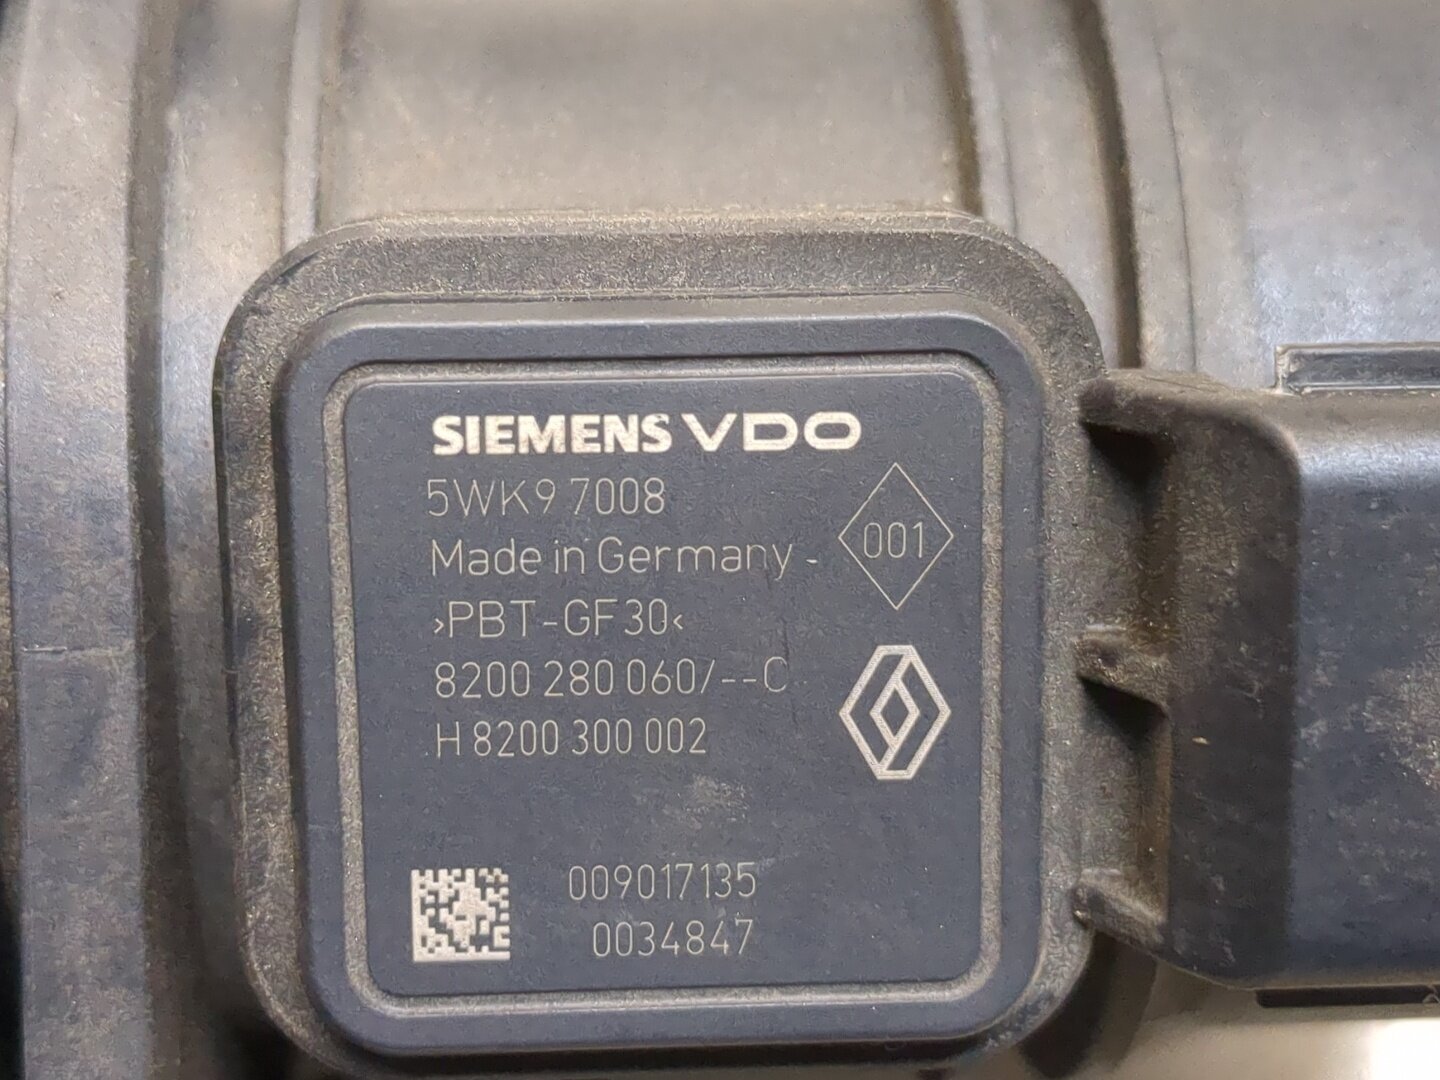 SIEMENS VDO
5WK9 7008
Made in Germany -
001
›PBT-GF30‹
8200 280 060/--C
H 8200 300 002
009017135
0034847